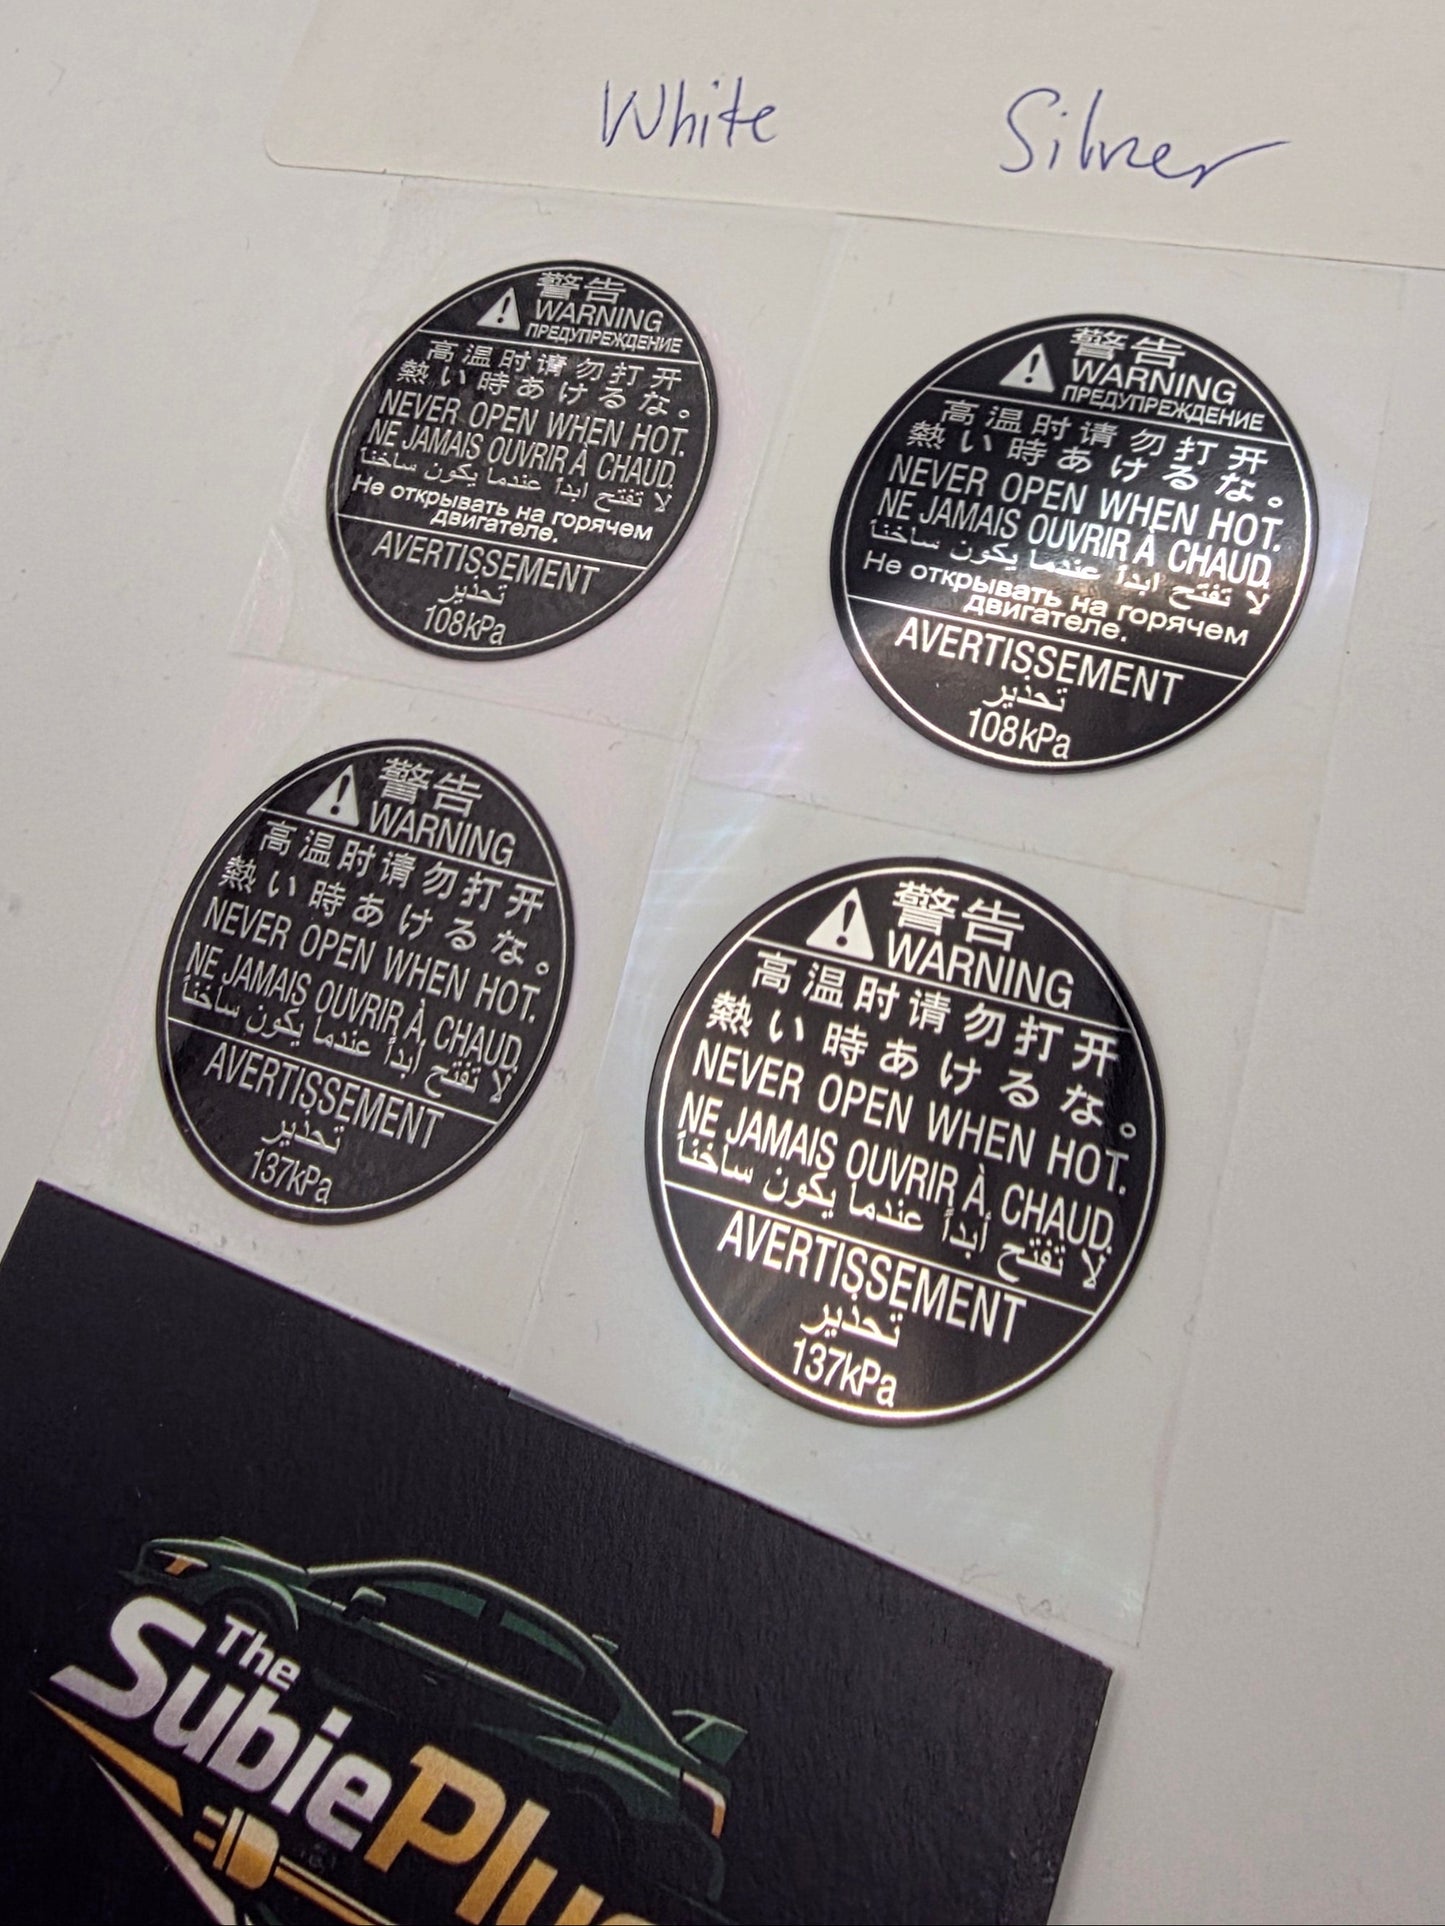 White
Silver
警告
WARNING
ПРЕДУПРЕЖДЕНИЕ
高温时请勿打开
熱い時あけるな。
NEVER OPEN WHEN HOT.
NE JAMAIS OUVRIR À CHAUD.
لا تفتح ابدأ عندما يكون ساخناً
Не открывать на горячем
двигателе.
AVERTISSEMENT
تحذير
108kPa
警告
WARNING
ПРЕДУПРЕЖДЕНИЕ
高温时请勿打开
熱い時あけるな。
NEVER OPEN WHEN HOT.
NE JAMAIS OUVRIR À CHAUD.
لا تفتح ابدأ عندما يكون ساخناً
Не открывать на горячем
двигателе.
AVERTISSEMENT
تحذير
108kPa
警告
WARNING
高温时请勿打开
熱い時あけるな。
NEVER OPEN WHEN HOT.
NE JAMAIS OUVRIR À CHAUD.
لا تفتح أبدأ عندما يكون ساخناً
AVERTISSEMENT
تحذير
137kPa
警告
WARNING
高温时请勿打开
熱い時あけるな。
NEVER OPEN WHEN HOT.
NE JAMAIS OUVRIR À CHAUD.
لا تفتح أبدأ عندما يكون ساخناً
AVERTISSEMENT
تحذير
137kPa
The
SubiePlug